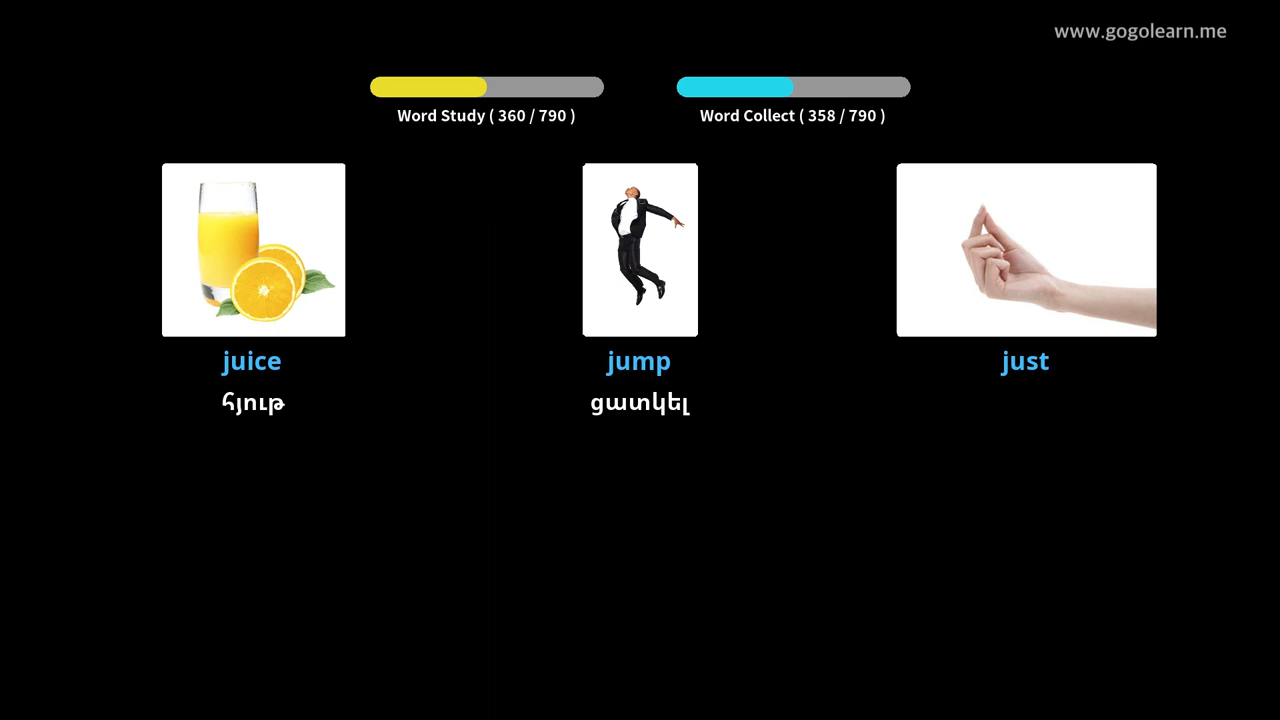 www.gogolearn.me
Word Study ( 360 / 790 )
Word Collect ( 358 / 790 )
juice
jump
just
հյութ
ցատկել